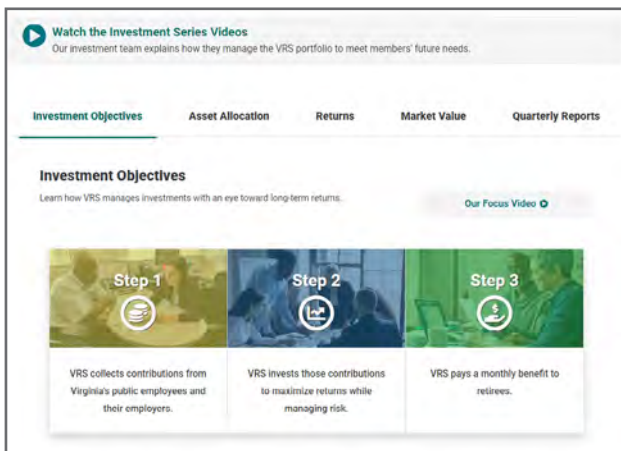 Watch the Investment Series Videos
Our investment team explains how they manage the VRS portfolio to meet members' future needs.
Investment Objectives Asset Allocation Returns Market Value Quarterly Reports
Investment Objectives
Learn how VRS manages investments with an eye toward long-term returns.
Our Focus Video
Step 1
Step 2
Step 3
VRS collects contributions from
Virginia's public employees and
their employers.
VRS invests those contributions
to maximize returns while
managing risk.
VRS pays a monthly benefit to
retirees.